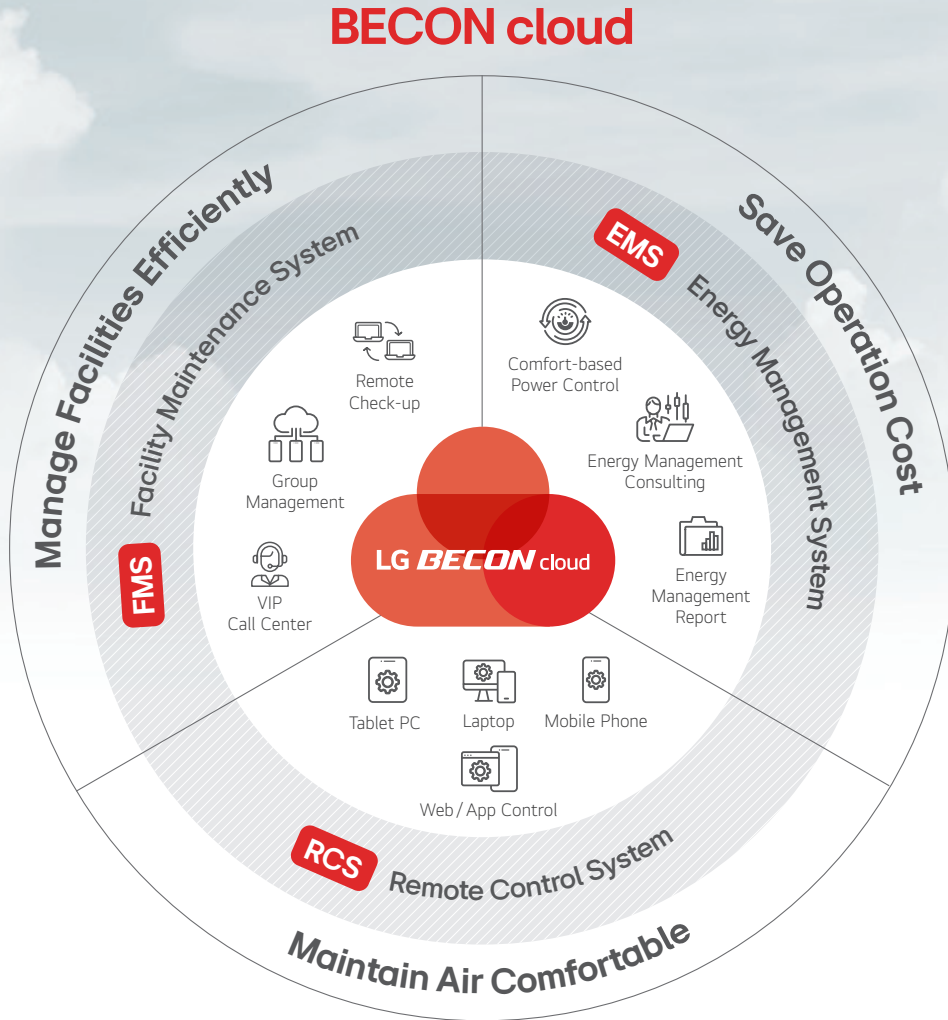 BECON cloud
Manage Facilities Efficiently
FMS
Facility Maintenance System
Remote
Check-up
Group
Management
VIP
Call Center
Save Operation Cost
EMS
Energy Management System
Comfort-based
Power Control
Energy Management
Consulting
Energy
Management
Report
LG BECON cloud
Tablet PC
Laptop
Mobile Phone
Web / App Control
RCS
Remote Control System
Maintain Air Comfortable